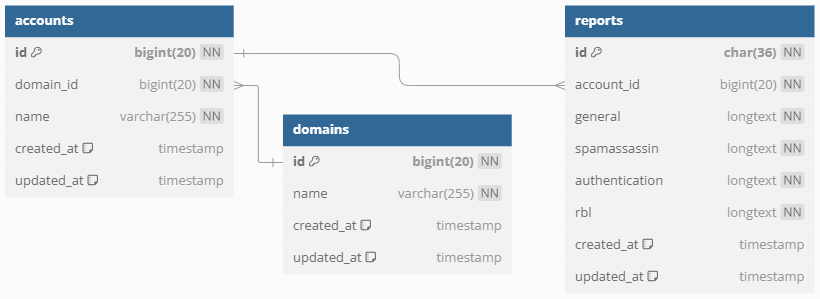 accounts
id bigint(20) NN
domain_id bigint(20) NN
name varchar(255) NN
created_at timestamp
updated_at timestamp
domains
id bigint(20) NN
name varchar(255) NN
created_at timestamp
updated_at timestamp
reports
id char(36) NN
account_id bigint(20) NN
general longtext NN
spamassassin longtext NN
authentication longtext NN
rbl longtext NN
created_at timestamp
updated_at timestamp